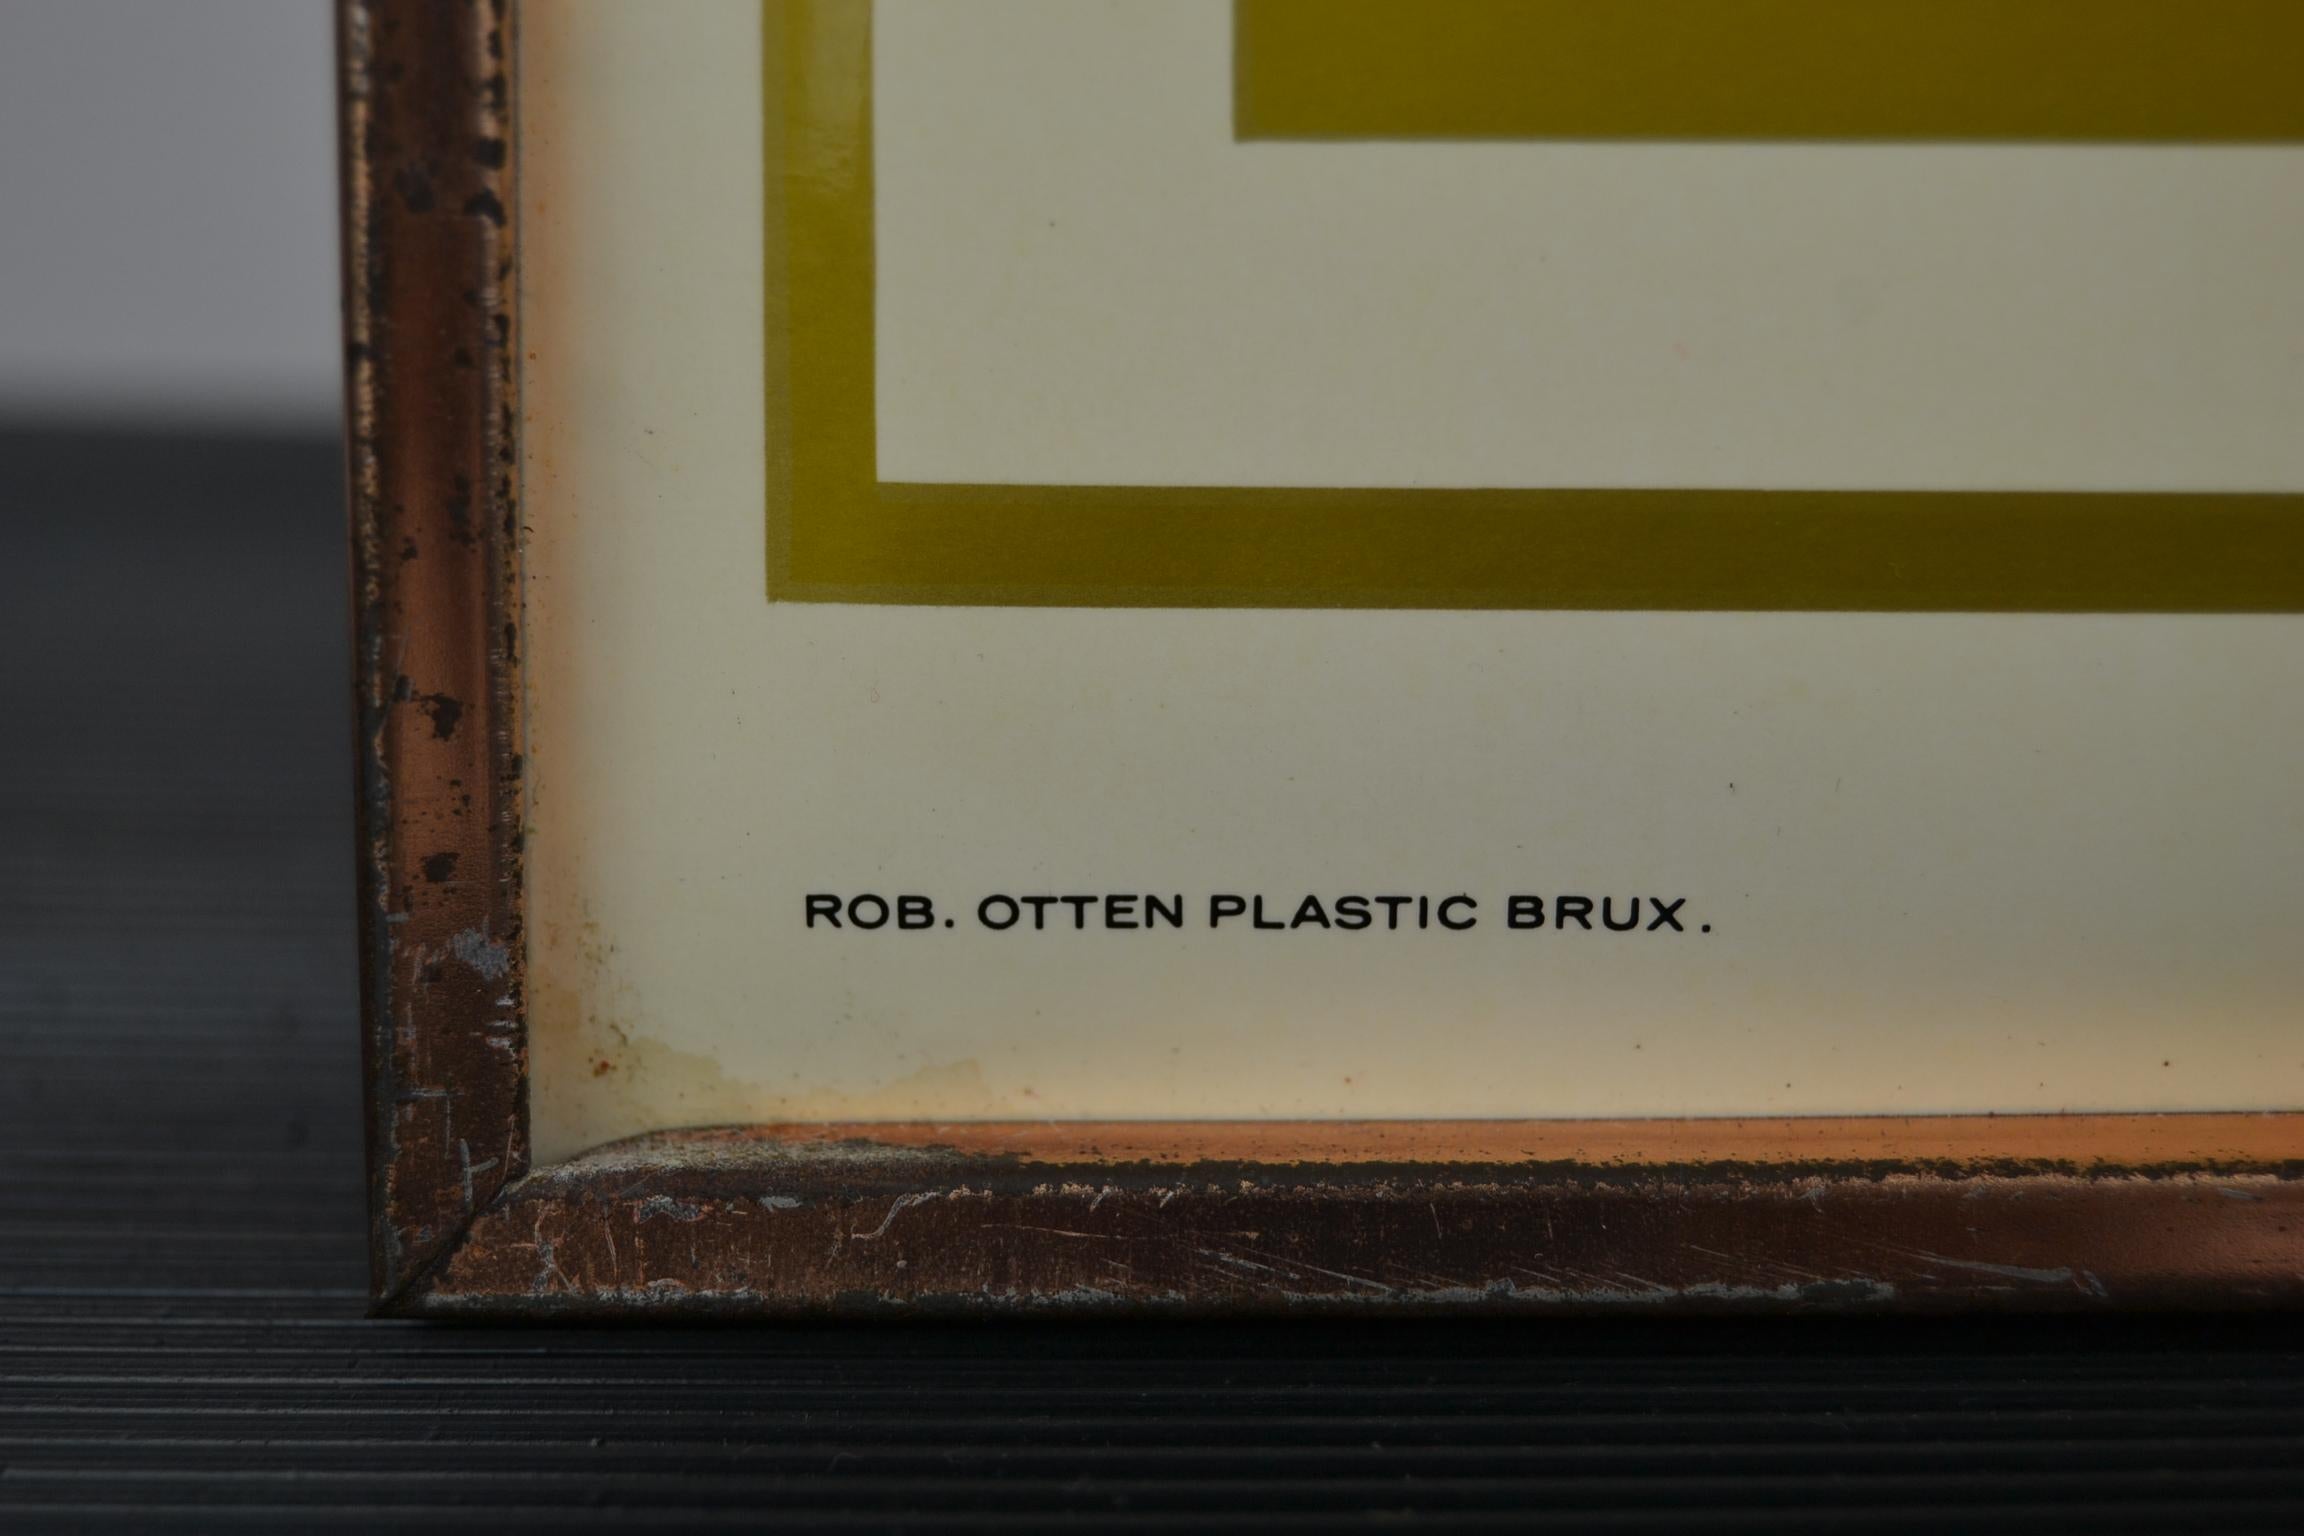 ROB. OTTEN PLASTIC BRUX.